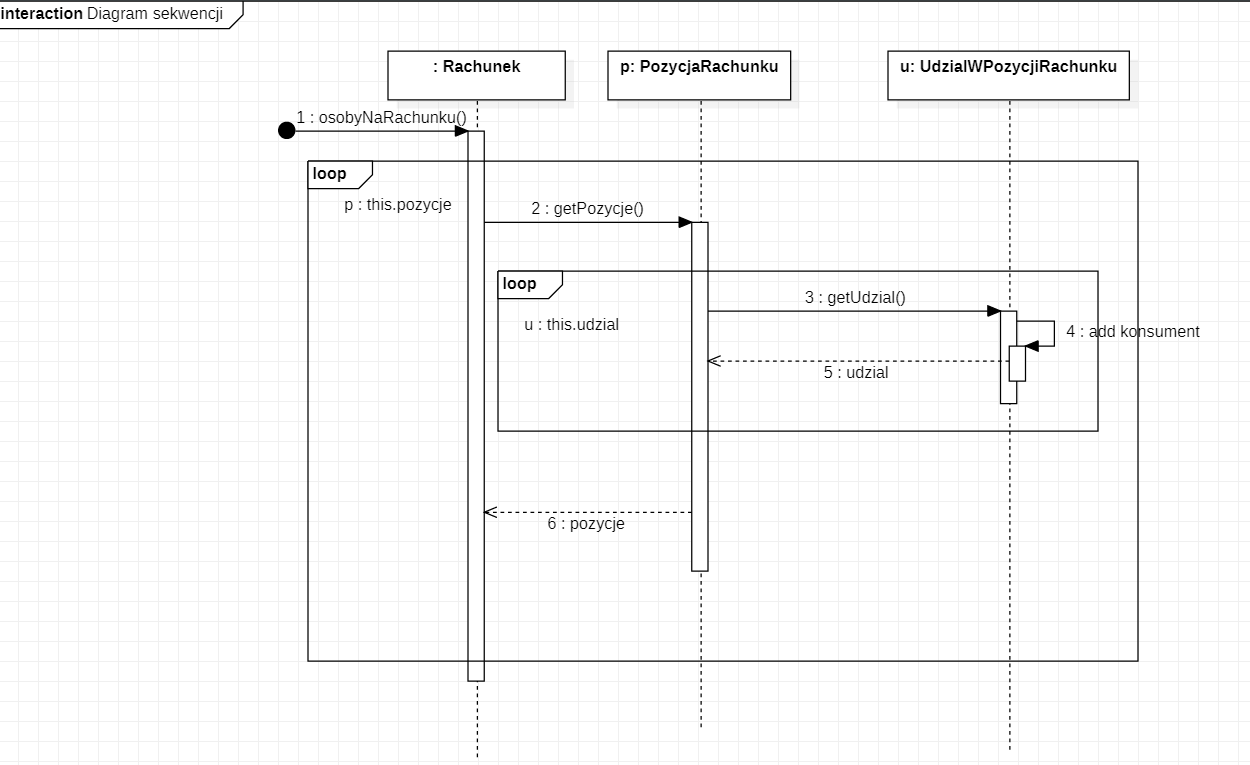 interaction Diagram sekwencji
: Rachunek
p: PozycjaRachunku
u: UdzialWPozycjiRachunku
1 : osobyNaRachunku()
loop
p : this.pozycje
2 : getPozycje()
loop
3 : getUdzial()
u : this.udzial
4 : add konsument
5 : udzial
6 : pozycje